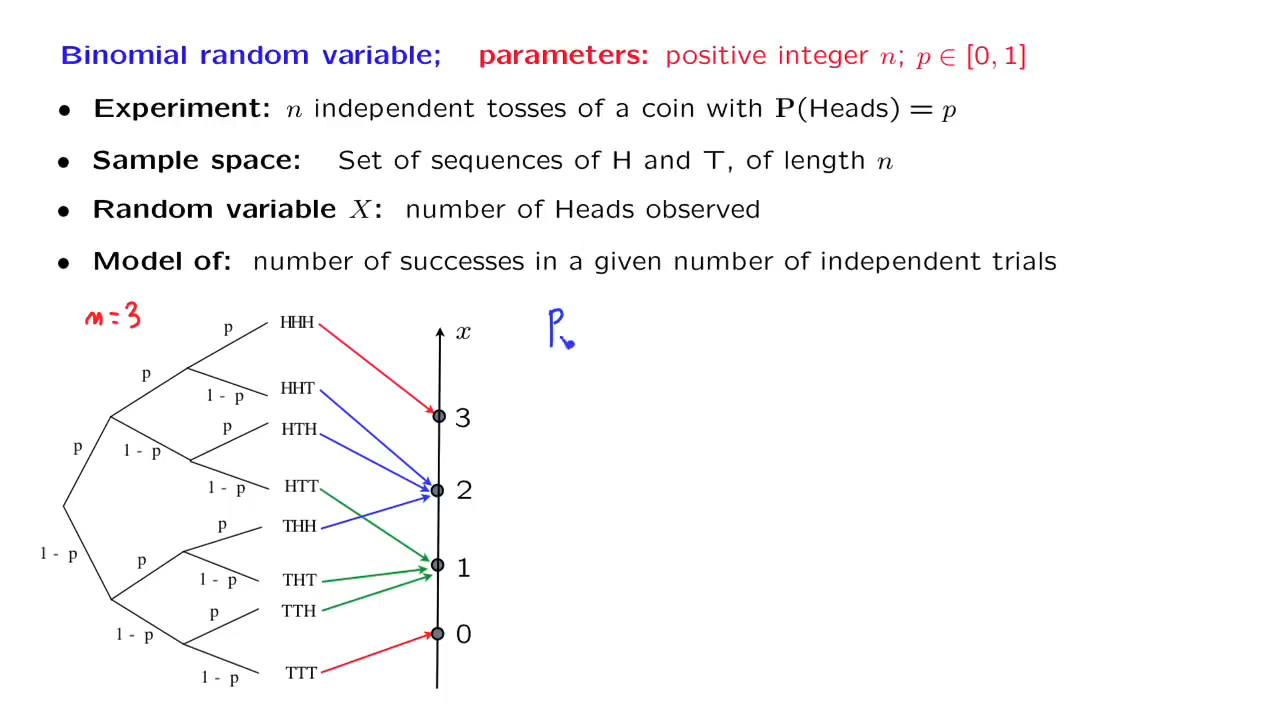 Binomial random variable; parameters: positive integer n; p ∈ [0, 1]
• Experiment: n independent tosses of a coin with P(Heads) = p
• Sample space: Set of sequences of H and T, of length n
• Random variable X: number of Heads observed
• Model of: number of successes in a given number of independent trials
n=3
p HHH
x
P
p
1 - p HHT
3
p HTH
p
1 - p
1 - p HTT
2
p THH
1 - p
p
1 - p THT
1
p TTH
1 - p
0
1 - p TTT